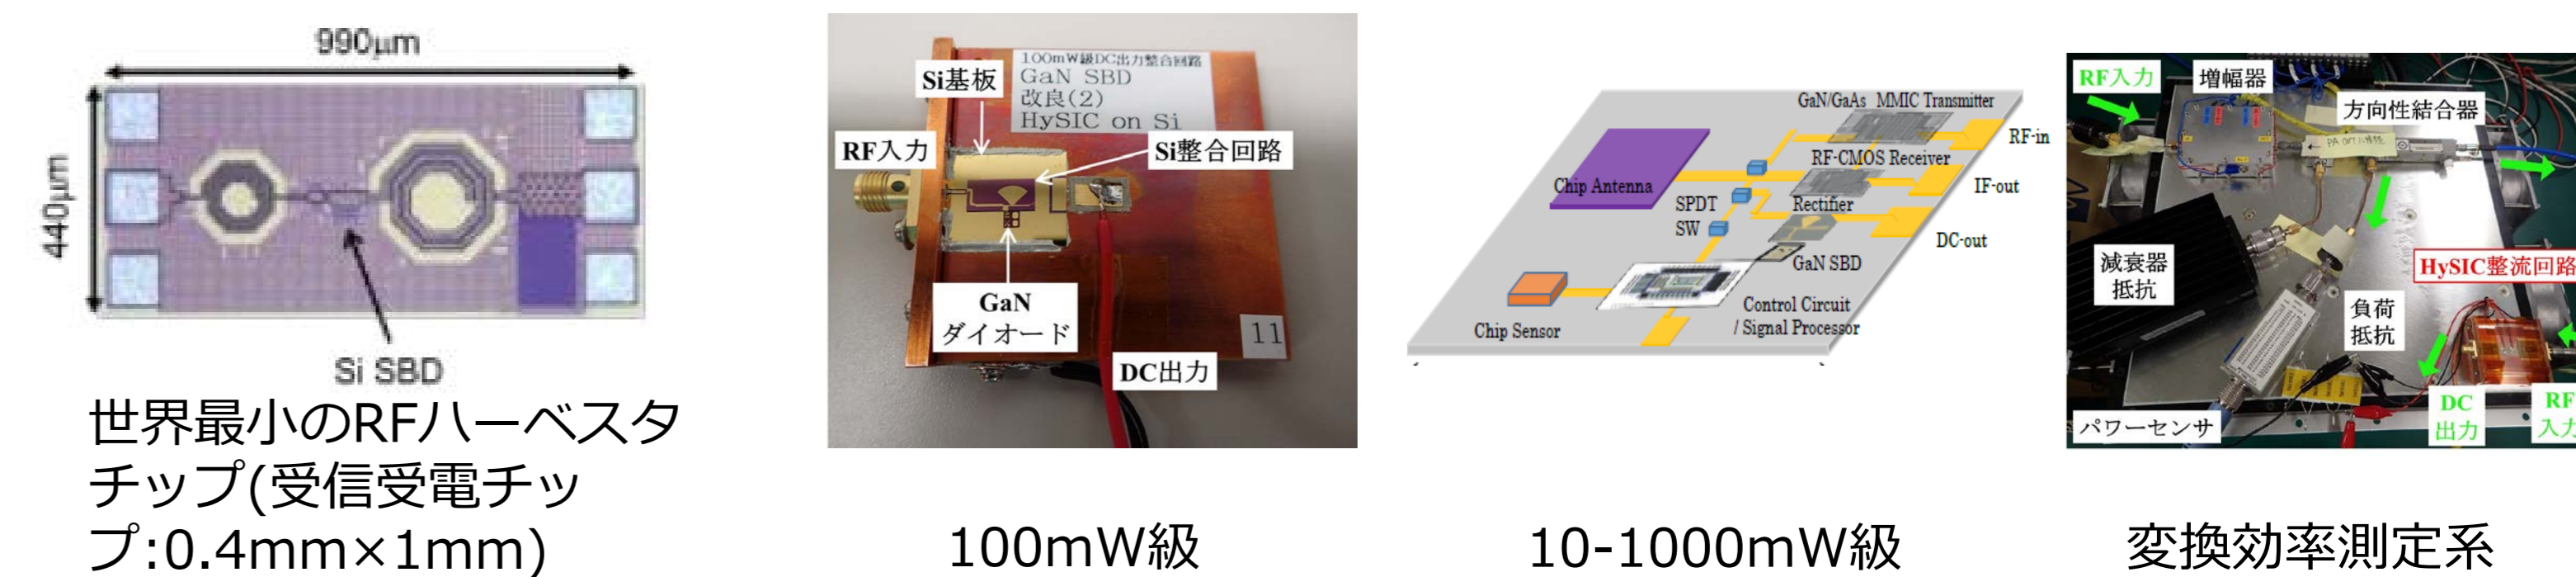 990μm
440μm
Si SBD
世界最小のRFハーベスタ
チップ(受信受電チッ
プ:0.4mm×1mm)
100mW級DC出力整合回路
GaN SBD
改良(2)
HySIC on Si
Si基板
RF入力
Si整合回路
GaN
ダイオード
DC出力
11
100mW級
GaN/GaAs MMIC Transmitter
RF-in
RF-CMOS Receiver
IF-out
Chip Antenna
SPDT
SW
Rectifier
DC-out
GaN SBD
Control Circuit
/ Signal Processor
Chip Sensor
10-1000mW級
RF入力
増幅器
方向性結合器
減衰器
抵抗
HySIC整流回路
負荷
抵抗
DC
出力
RF
入力
パワーセンサ
変換効率測定系